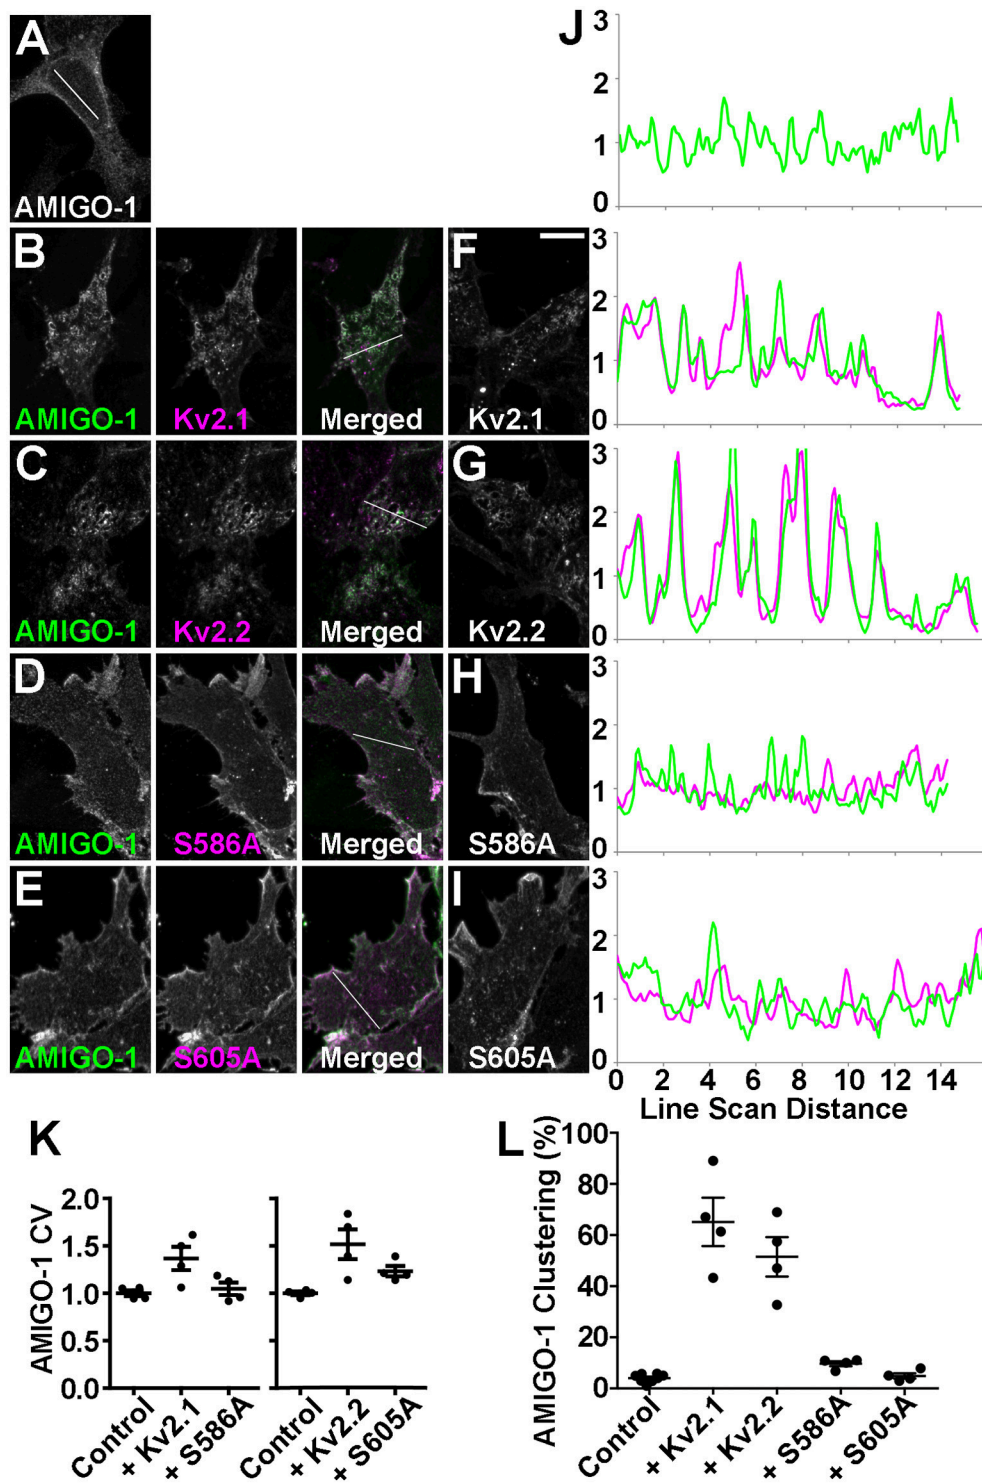 A
AMIGO-1
B
AMIGO-1
Kv2.1
Merged
F
Kv2.1
C
AMIGO-1
Kv2.2
Merged
G
Kv2.2
D
AMIGO-1
S586A
Merged
H
S586A
E
AMIGO-1
S605A
Merged
I
S605A
J
3
2
1
0
3
2
1
0
3
2
1
0
3
2
1
0
3
2
1
0
0 2 4 6 8 10 12 14
Line Scan Distance
K
AMIGO-1 CV
2.0
1.5
1.0
0.5
0.0
Control
+ Kv2.1
+ S586A
Control
+ Kv2.2
+ S605A
L
AMIGO-1 Clustering (%)
100
80
60
40
20
0
Control
+ Kv2.1
+ Kv2.2
+ S586A
+ S605A